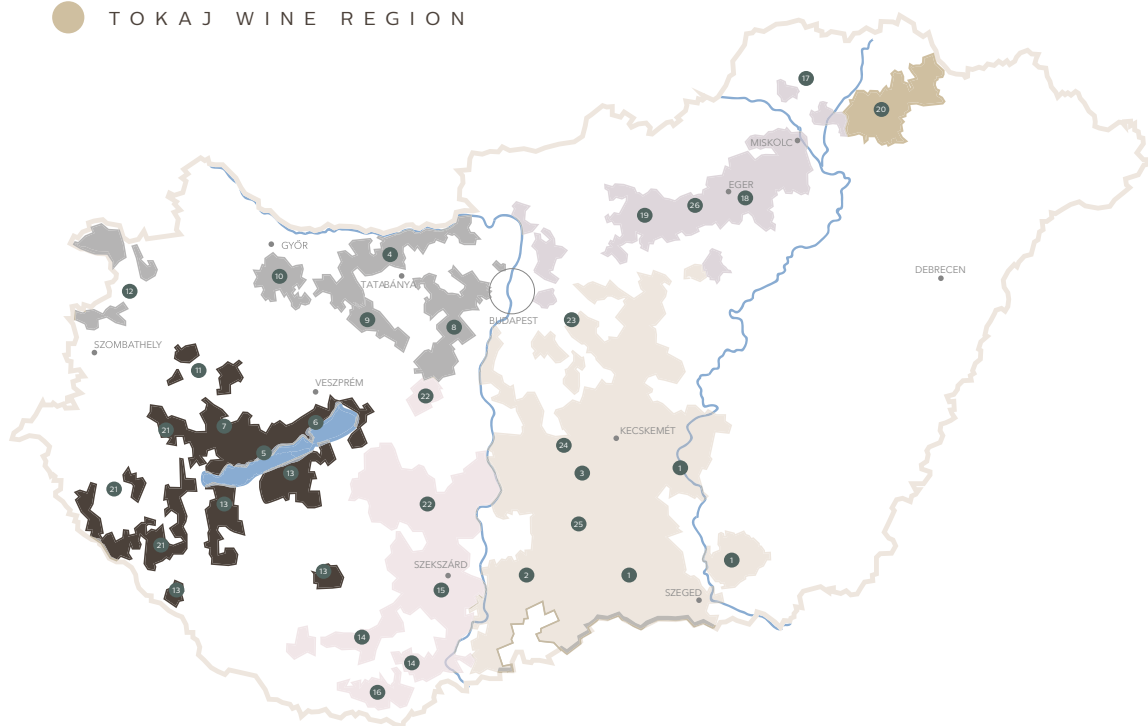 TOKAJ WINE REGION
17
20
MISKOLC
EGER
18
26
19
GYŐR
4
DEBRECEN
10
TATABÁNYA
12
9
8
23
BUDAPEST
SZOMBATHELY
11
VESZPRÉM
22
6
7
21
KECSKEMÉT
24
5
1
13
3
21
22
13
25
21
1
SZEKSZÁRD
13
2
1
13
15
SZEGED
14
14
16